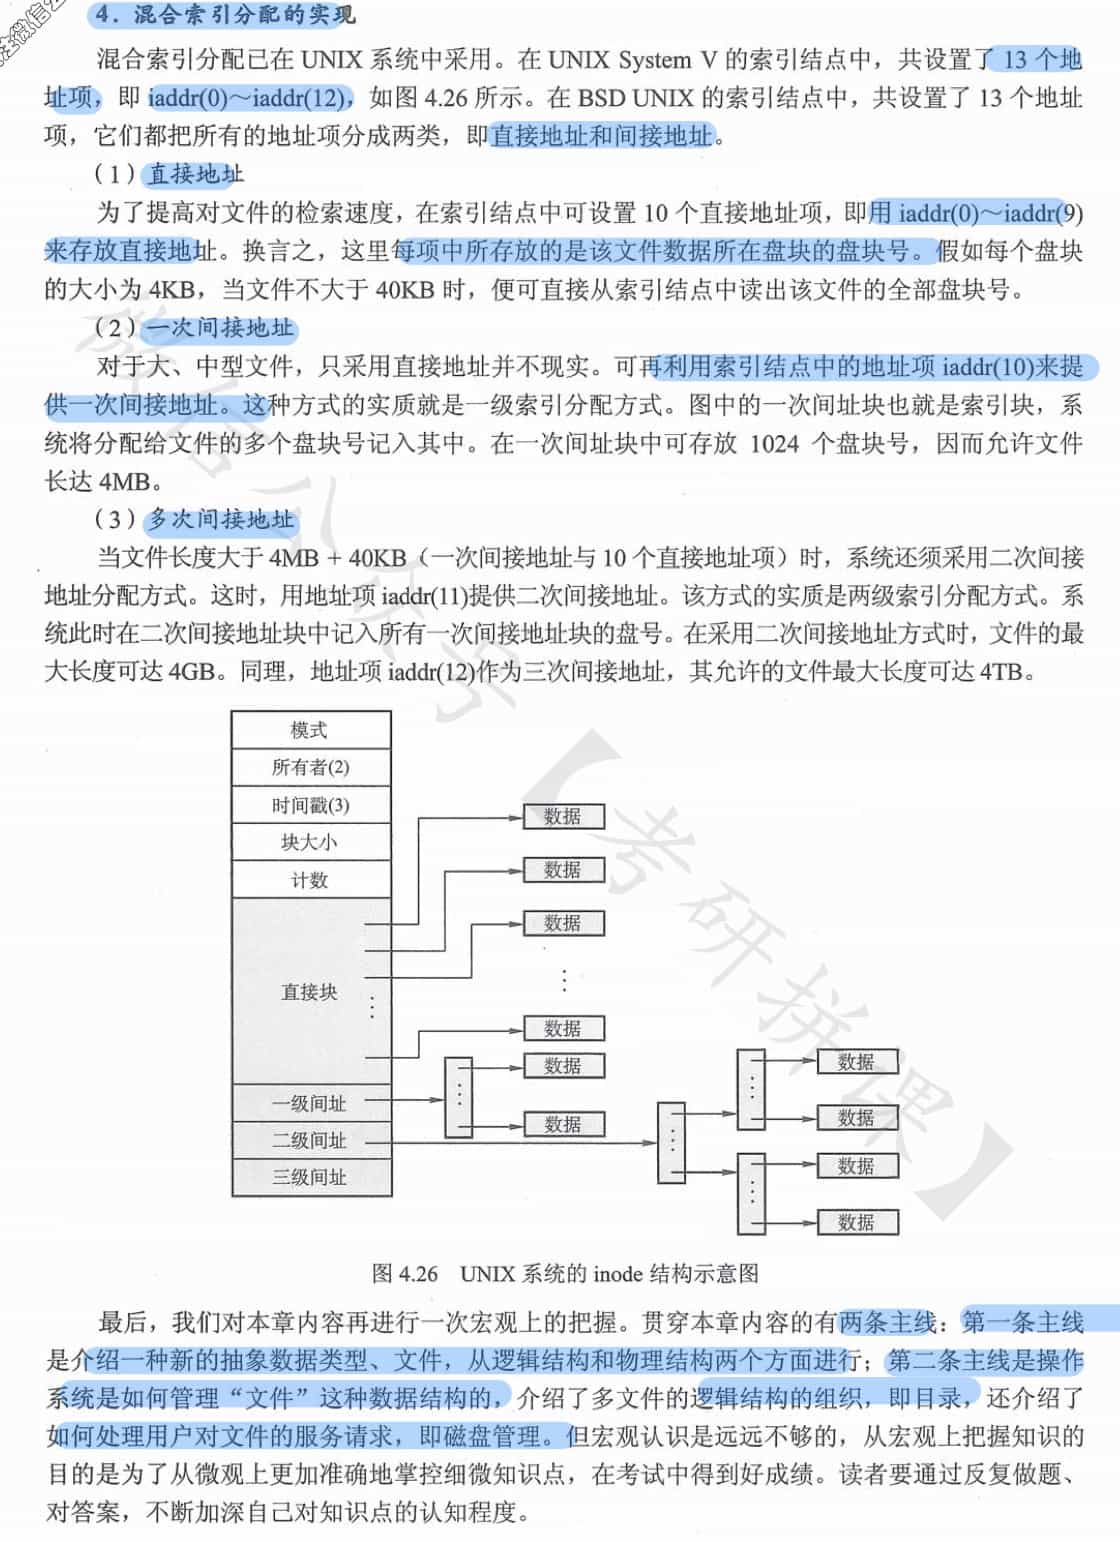 4．混合索引分配的实现
混合索引分配已在 UNIX 系统中采用。在 UNIX System V 的索引结点中，共设置了 13 个地
址项，即 iaddr(0)～iaddr(12)，如图 4.26 所示。在 BSD UNIX 的索引结点中，共设置了 13 个地址
项，它们都把所有的地址项分成两类，即直接地址和间接地址。
（1）直接地址
为了提高对文件的检索速度，在索引结点中可设置 10 个直接地址项，即用 iaddr(0)～iaddr(9)
来存放直接地址。换言之，这里每项中所存放的是该文件数据所在盘块的盘块号。假如每个盘块
的大小为 4KB，当文件不大于 40KB 时，便可直接从索引结点中读出该文件的全部盘块号。
（2）一次间接地址
对于大、中型文件，只采用直接地址并不现实。可再利用索引结点中的地址项 iaddr(10)来提
供一次间接地址。这种方式的实质就是一级索引分配方式。图中的一次间址块也就是索引块，系
统将分配给文件的多个盘块号记入其中。在一次间址块中可存放 1024 个盘块号，因而允许文件
长达 4MB。
（3）多次间接地址
当文件长度大于 4MB + 40KB（一次间接地址与 10 个直接地址项）时，系统还须采用二次间接
地址分配方式。这时，用地址项 iaddr(11)提供二次间接地址。该方式的实质是两级索引分配方式。系
统此时在二次间接地址块中记入所有一次间接地址块的盘号。在采用二次间接地址方式时，文件的最
大长度可达 4GB。同理，地址项 iaddr(12)作为三次间接地址，其允许的文件最大长度可达 4TB。
模式
所有者(2)
时间戳(3)
块大小
计数
直接块
一级间址
二级间址
三级间址
数据
数据
数据
数据
数据
数据
数据
数据
数据
数据
图 4.26 UNIX 系统的 inode 结构示意图
最后，我们对本章内容再进行一次宏观上的把握。贯穿本章内容的有两条主线：第一条主线
是介绍一种新的抽象数据类型、文件，从逻辑结构和物理结构两个方面进行；第二条主线是操作
系统是如何管理“文件”这种数据结构的，介绍了多文件的逻辑结构的组织，即目录，还介绍了
如何处理用户对文件的服务请求，即磁盘管理。但宏观认识是远远不够的，从宏观上把握知识的
目的是为了从微观上更加准确地掌控细微知识点，在考试中得到好成绩。读者要通过反复做题、
对答案，不断加深自己对知识点的认知程度。
微信公众号【考研拼课】